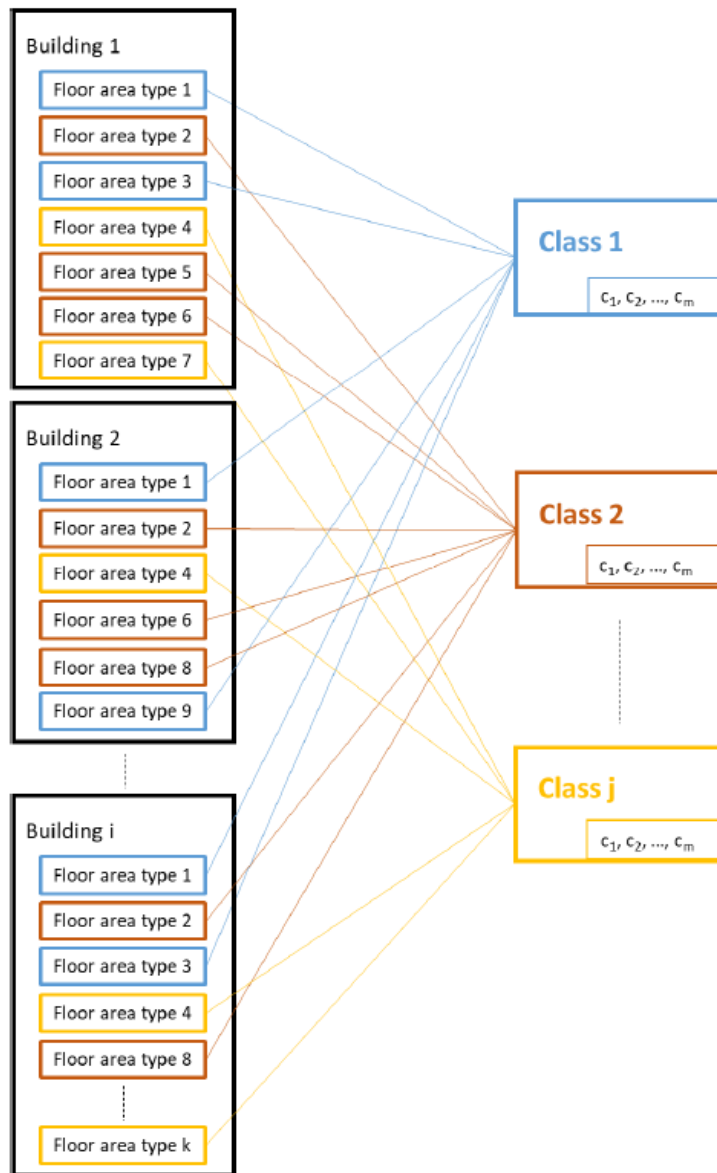 Building 1
Floor area type 1
Floor area type 2
Floor area type 3
Floor area type 4
Floor area type 5
Floor area type 6
Floor area type 7
Building 2
Floor area type 1
Floor area type 2
Floor area type 4
Floor area type 6
Floor area type 8
Floor area type 9
Building i
Floor area type 1
Floor area type 2
Floor area type 3
Floor area type 4
Floor area type 8
Floor area type k
Class 1
c₁, c₂, ..., cₘ
Class 2
c₁, c₂, ..., cₘ
Class j
c₁, c₂, ..., cₘ